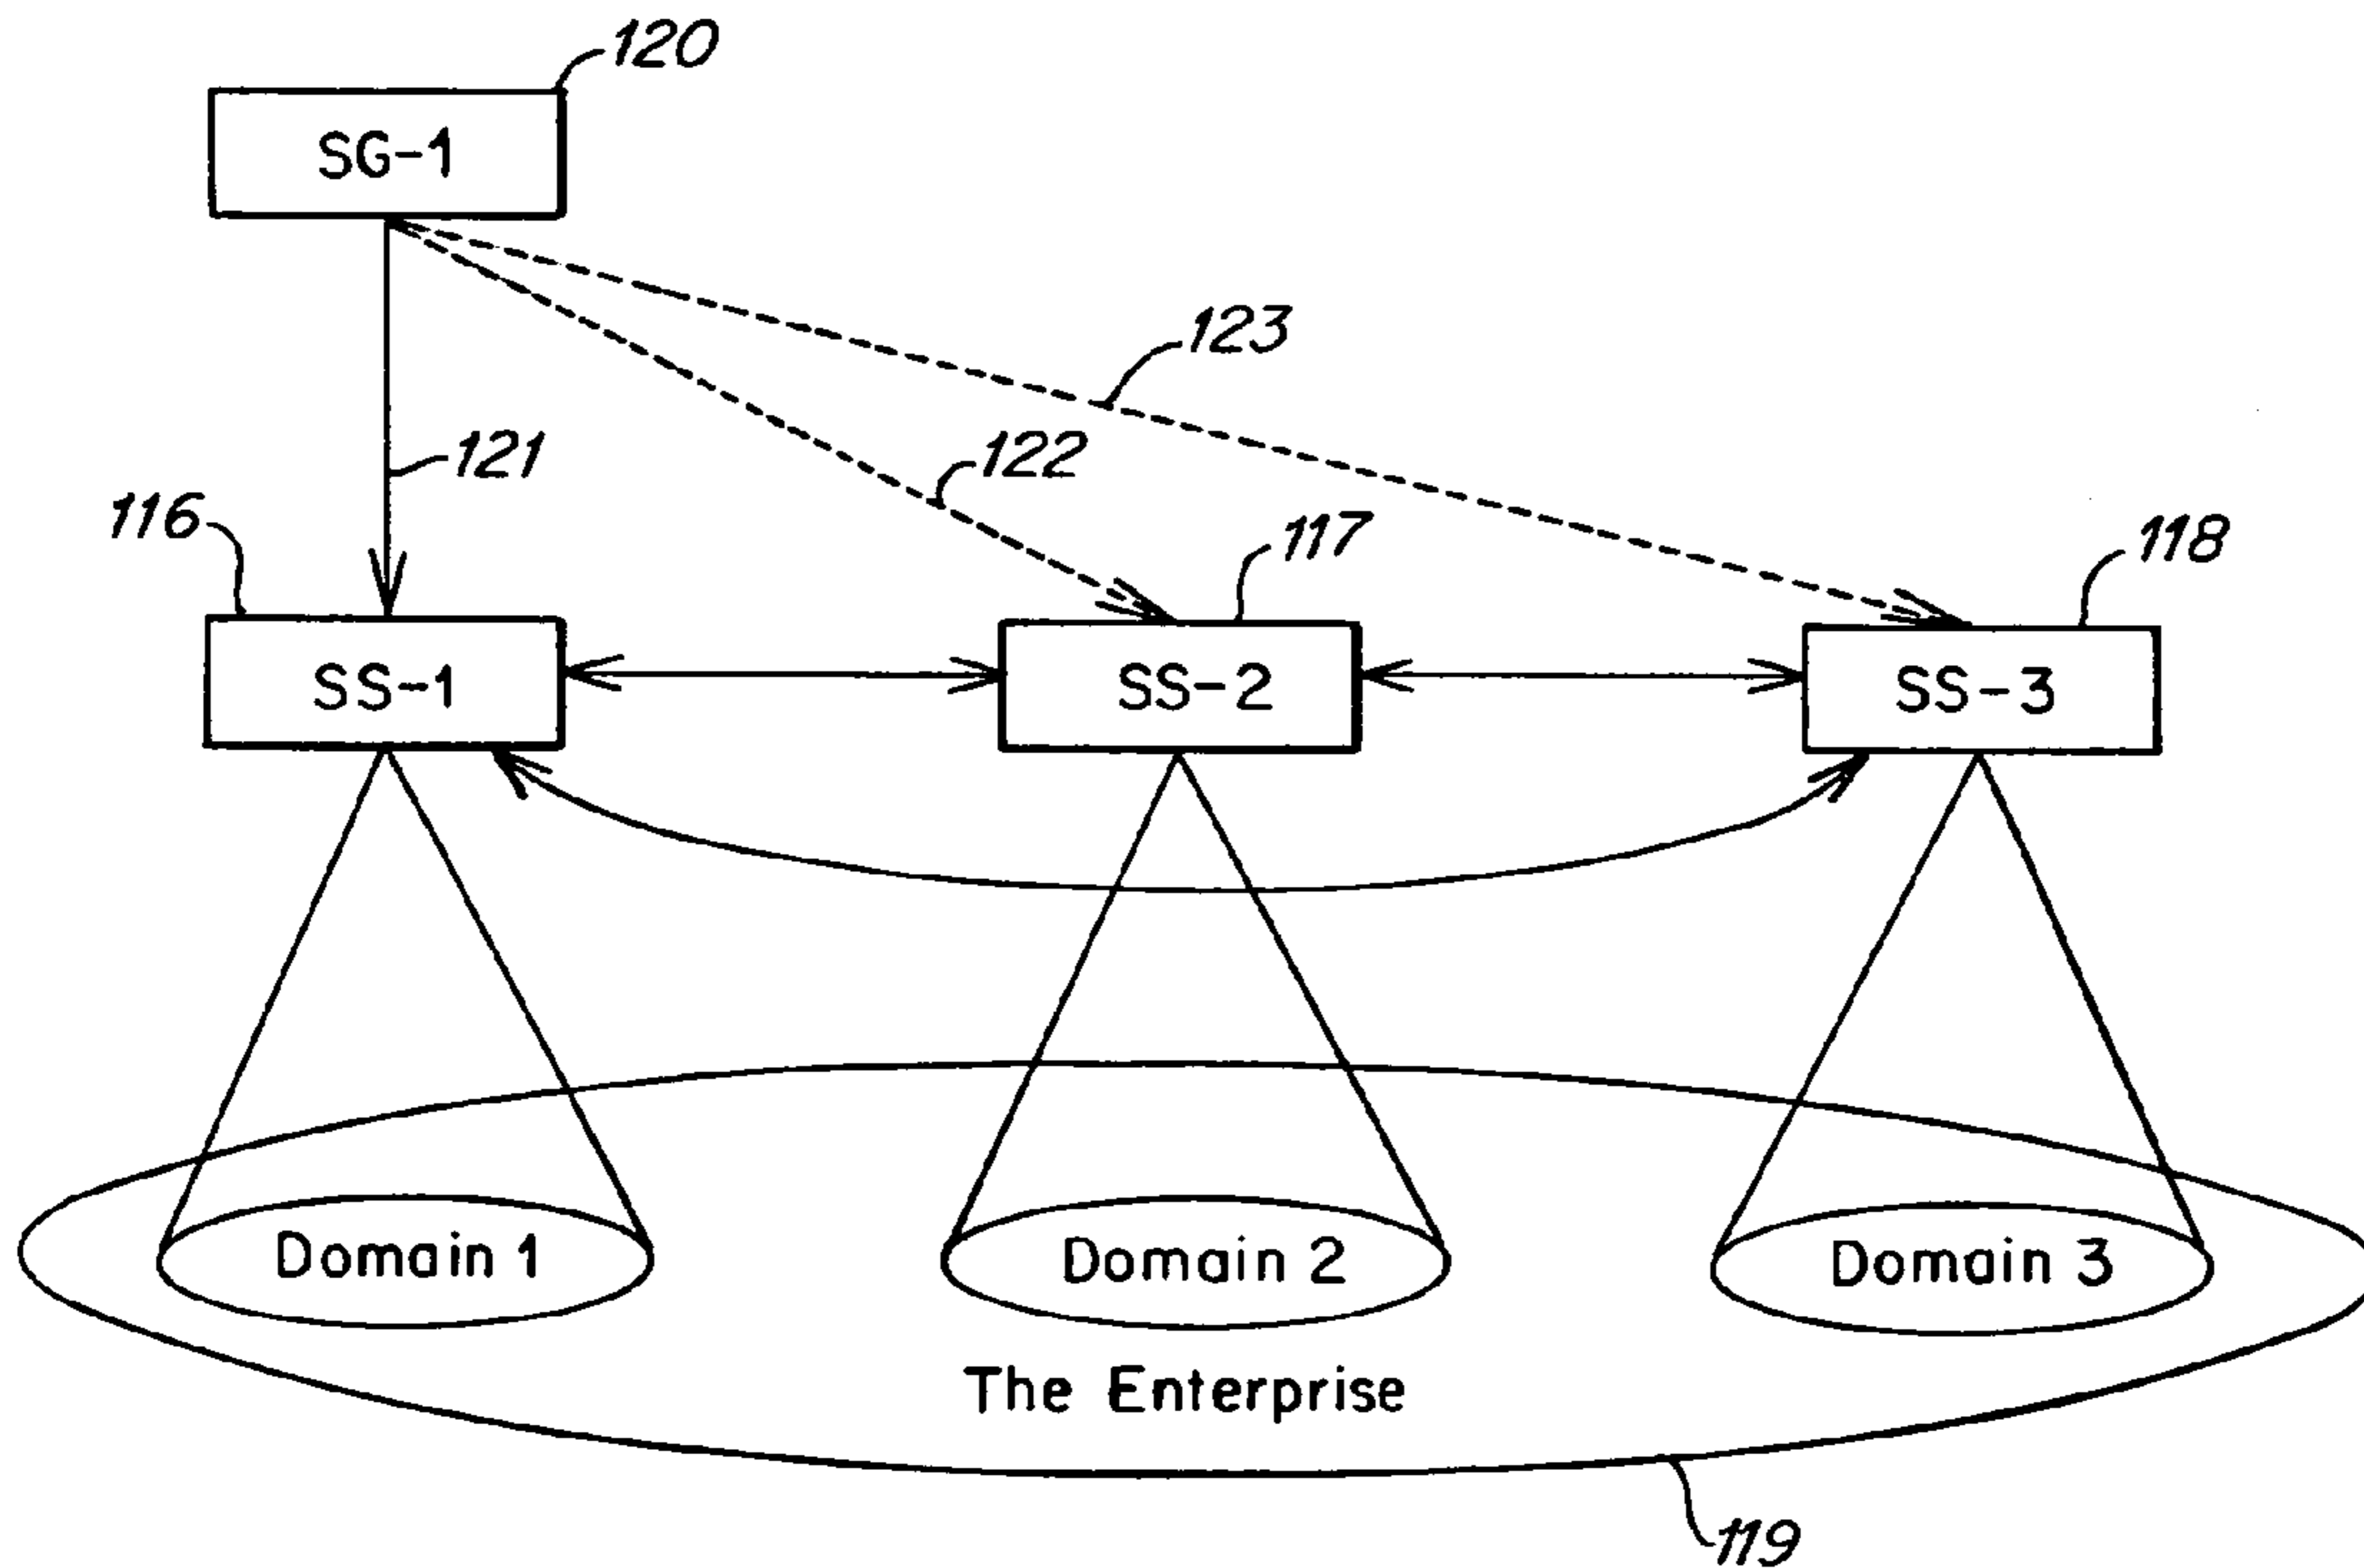 120
SG-1
123
122
121
116
117
118
SS-1
SS-2
SS-3
Domain 1
Domain 2
Domain 3
The Enterprise
119